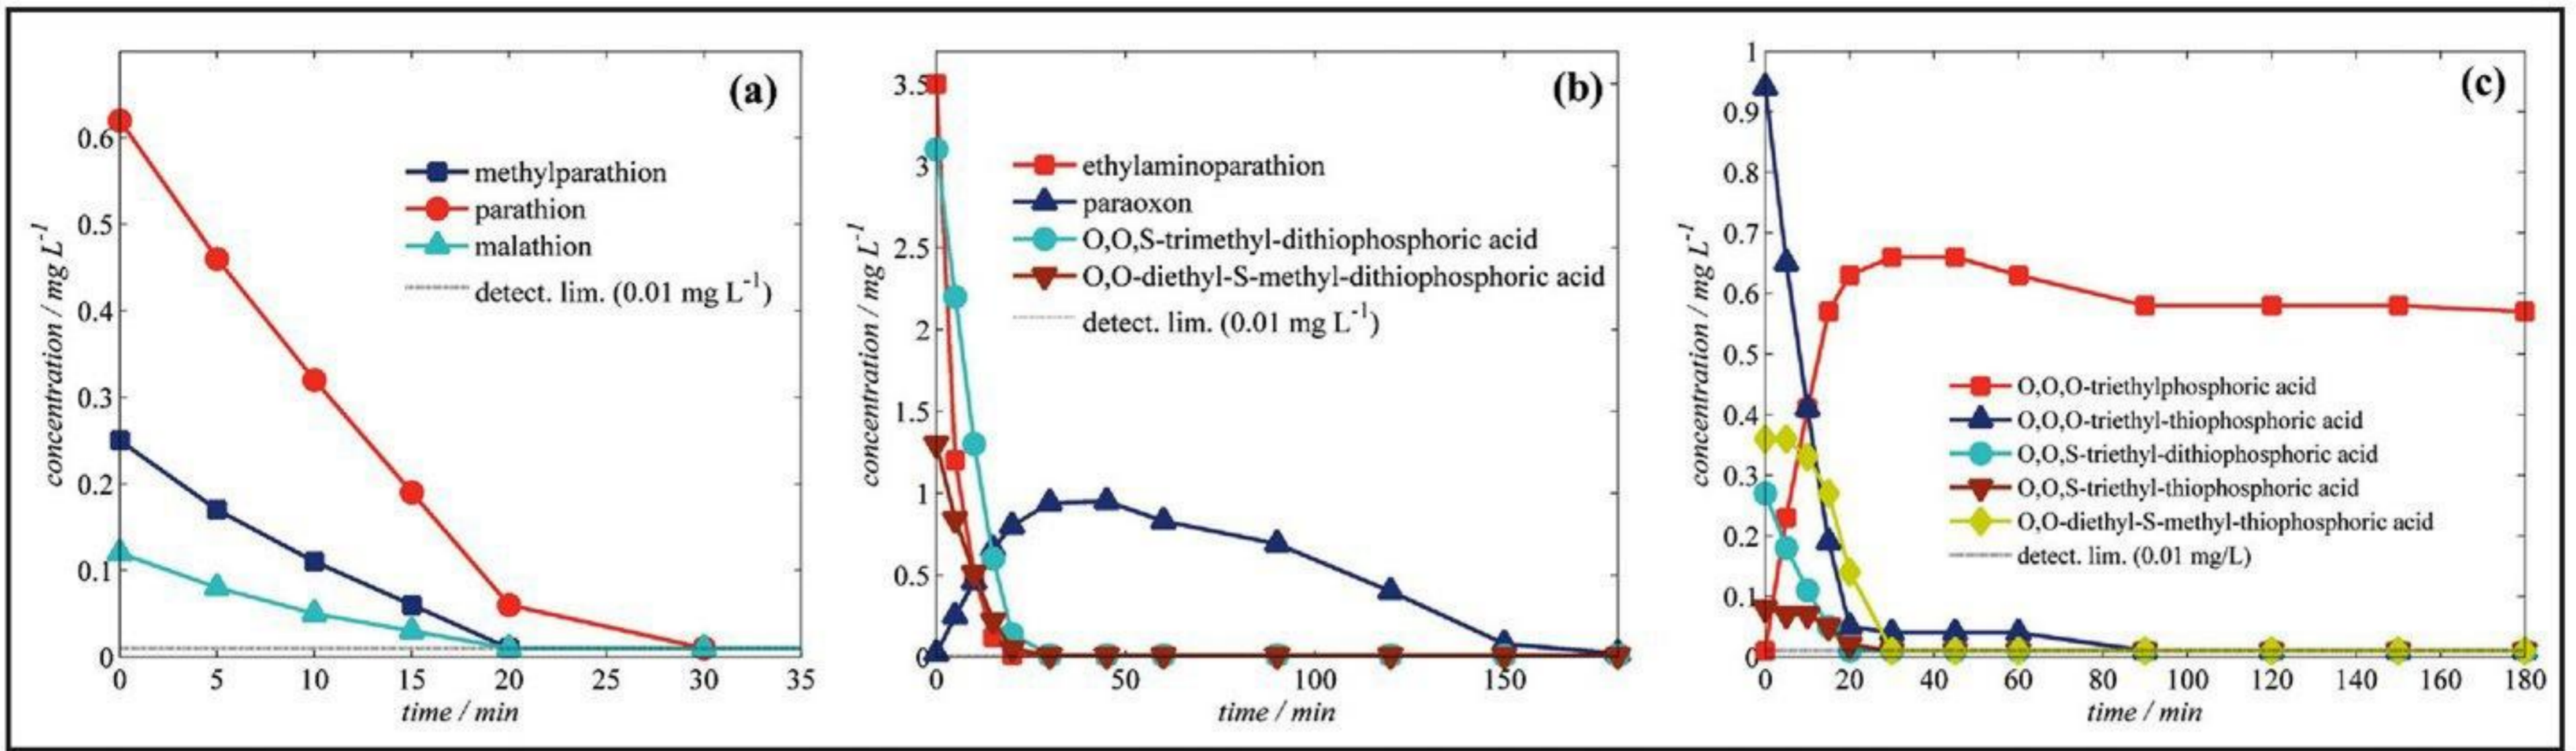 (a)
concentration / mg L-1
0.6
0.5
0.4
0.3
0.2
0.1
0
methylparathion
parathion
malathion
detect. lim. (0.01 mg L-1)
0 5 10 15 20 25 30 35
time / min
(b)
concentration / mg L-1
3.5
3
2.5
2
1.5
1
0.5
0
ethylaminoparathion
paraoxon
O,O,S-trimethyl-dithiophosphoric acid
O,O-diethyl-S-methyl-dithiophosphoric acid
detect. lim. (0.01 mg L-1)
0 50 100 150
time / min
(c)
concentration / mg L-1
1
0.9
0.8
0.7
0.6
0.5
0.4
0.3
0.2
0.1
0
O,O,O-triethylphosphoric acid
O,O,O-triethyl-thiophosphoric acid
O,O,S-triethyl-dithiophosphoric acid
O,O,S-triethyl-thiophosphoric acid
O,O-diethyl-S-methyl-thiophosphoric acid
detect. lim. (0.01 mg/L)
0 20 40 60 80 100 120 140 160 180
time / min